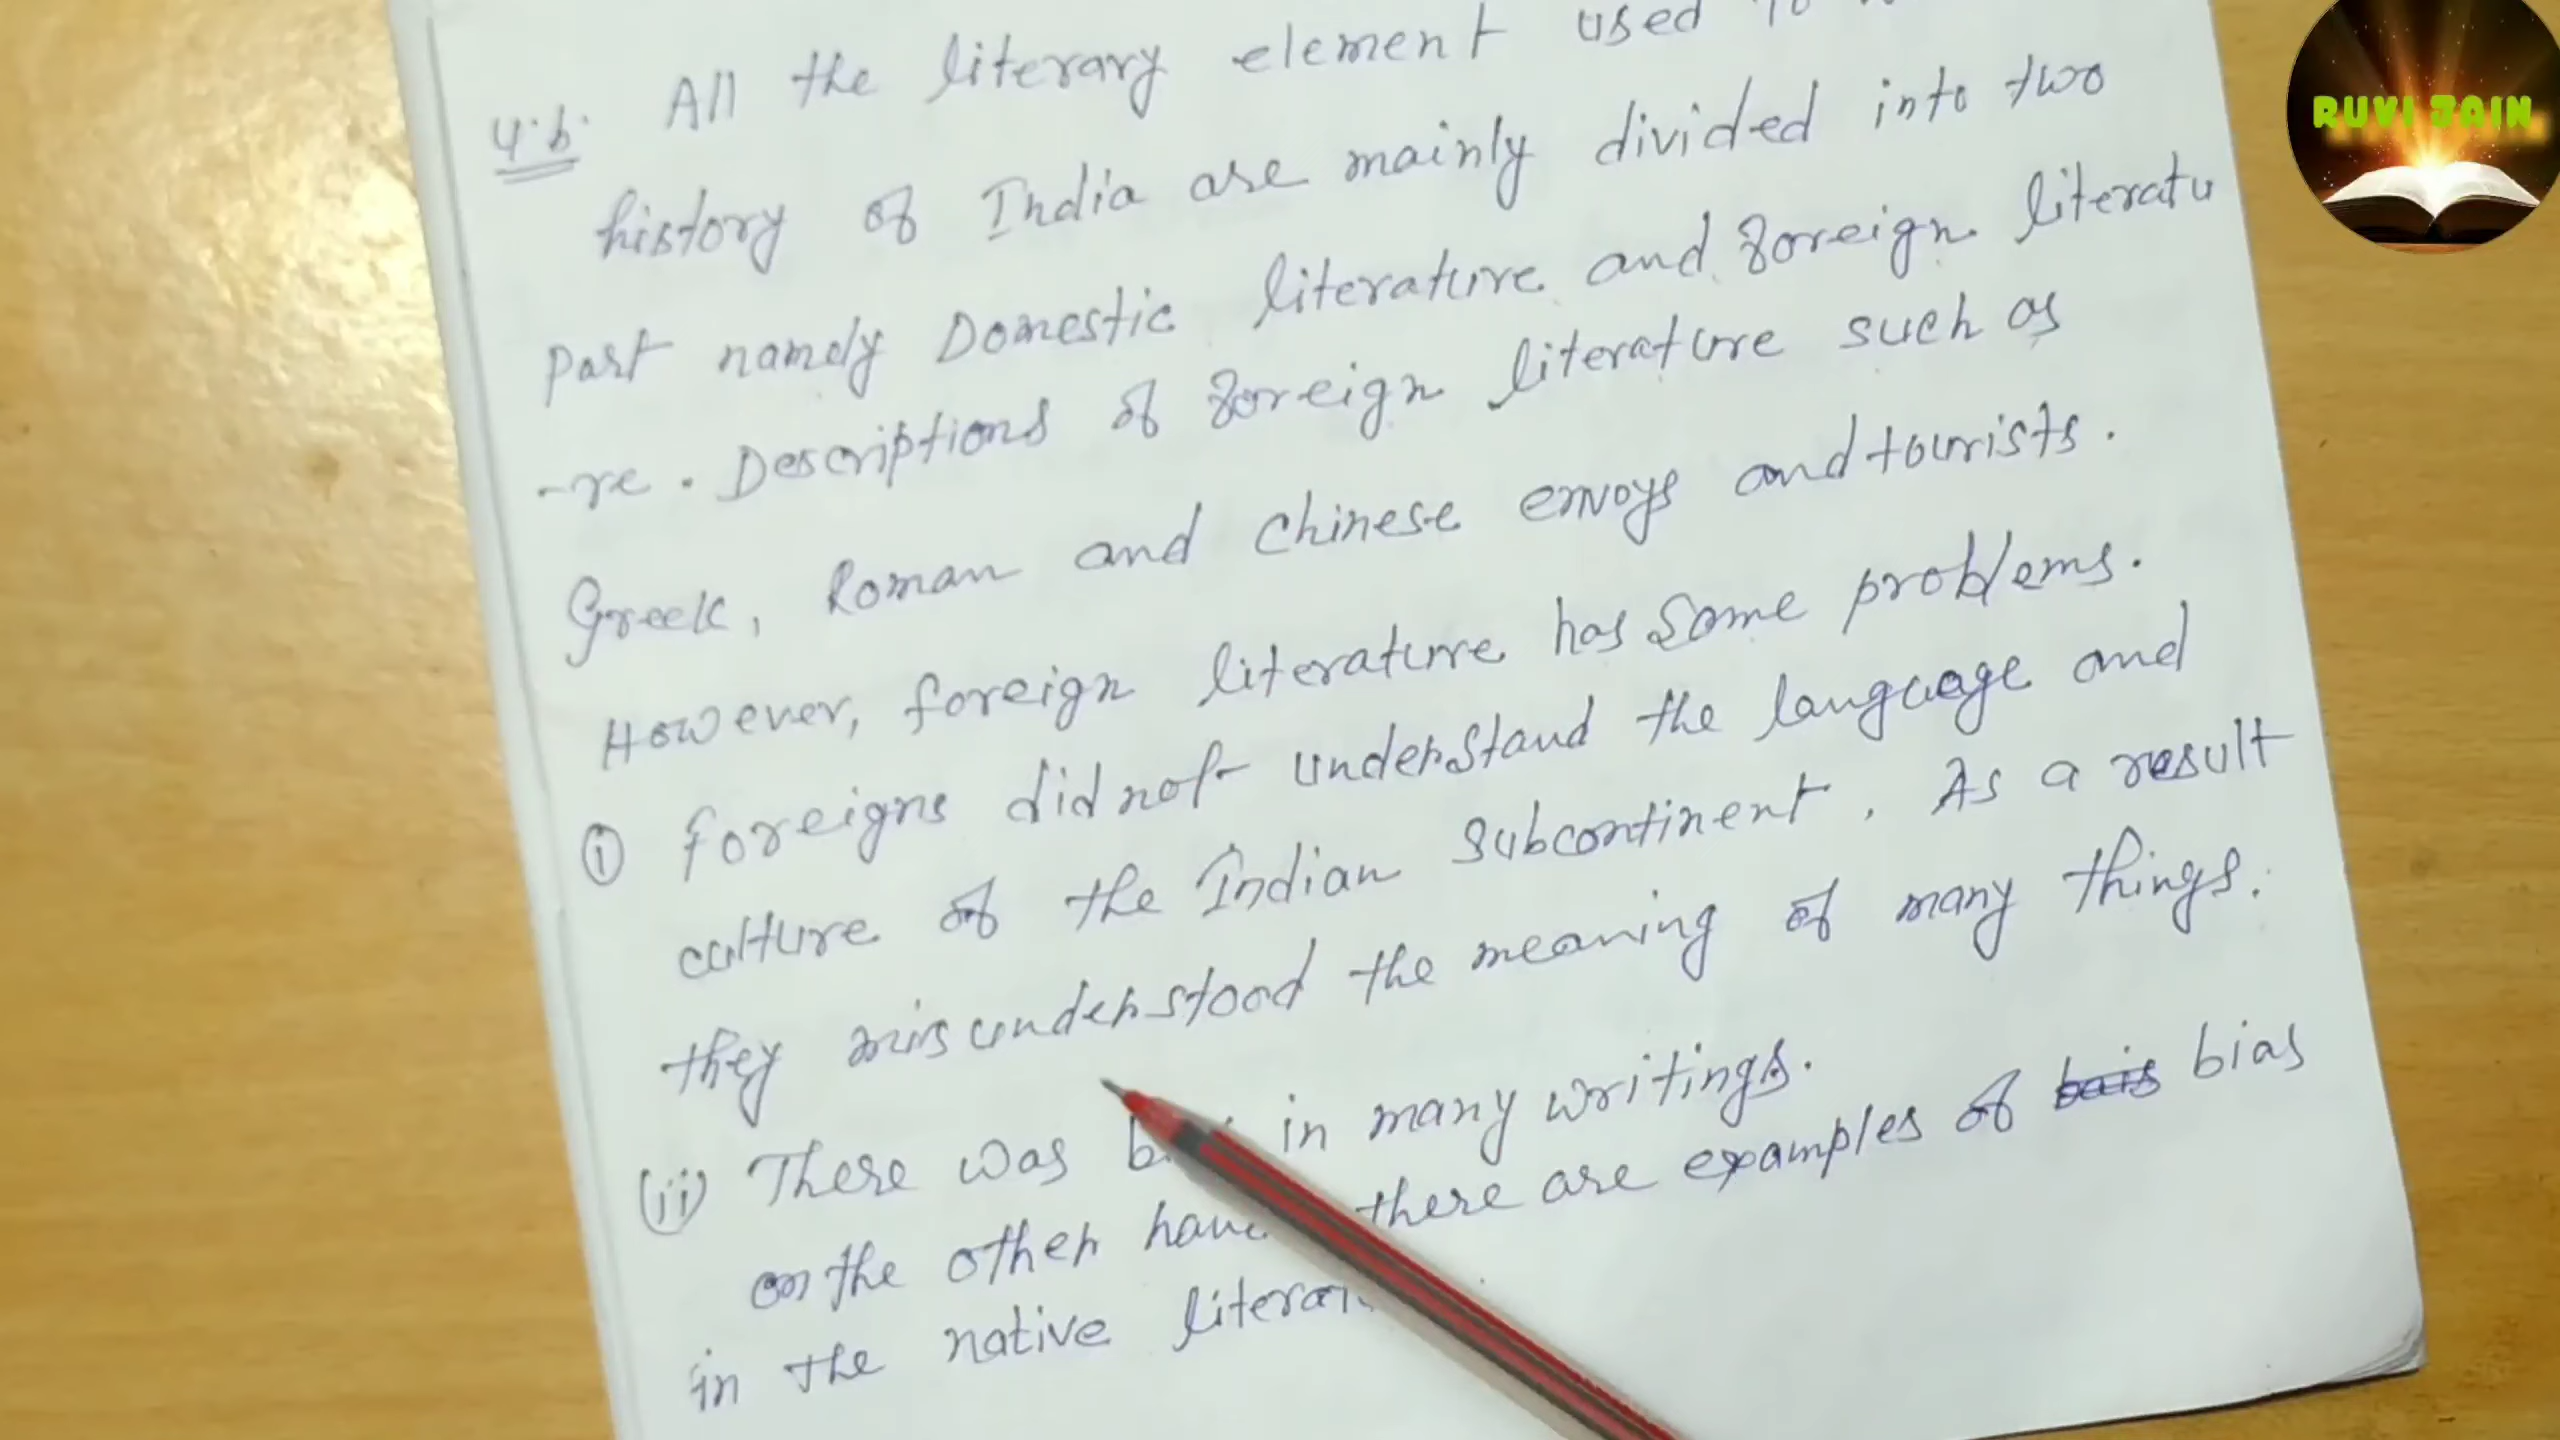 4.b. All the literary element used to
history of India are mainly divided into two
part namely Domestic literature and foreign literatu
-re. Descriptions of foreign literature such as
Greek, Roman and Chinese envoys and tourists.
However, foreign literature has some problems.
(i) foreigns did not understand the language and
culture of the Indian subcontinent. As a result
they misunderstood the meaning of many things.
(ii) There was in many writings.
on the other there are examples of bais bias
in the native
RUVI JAIN